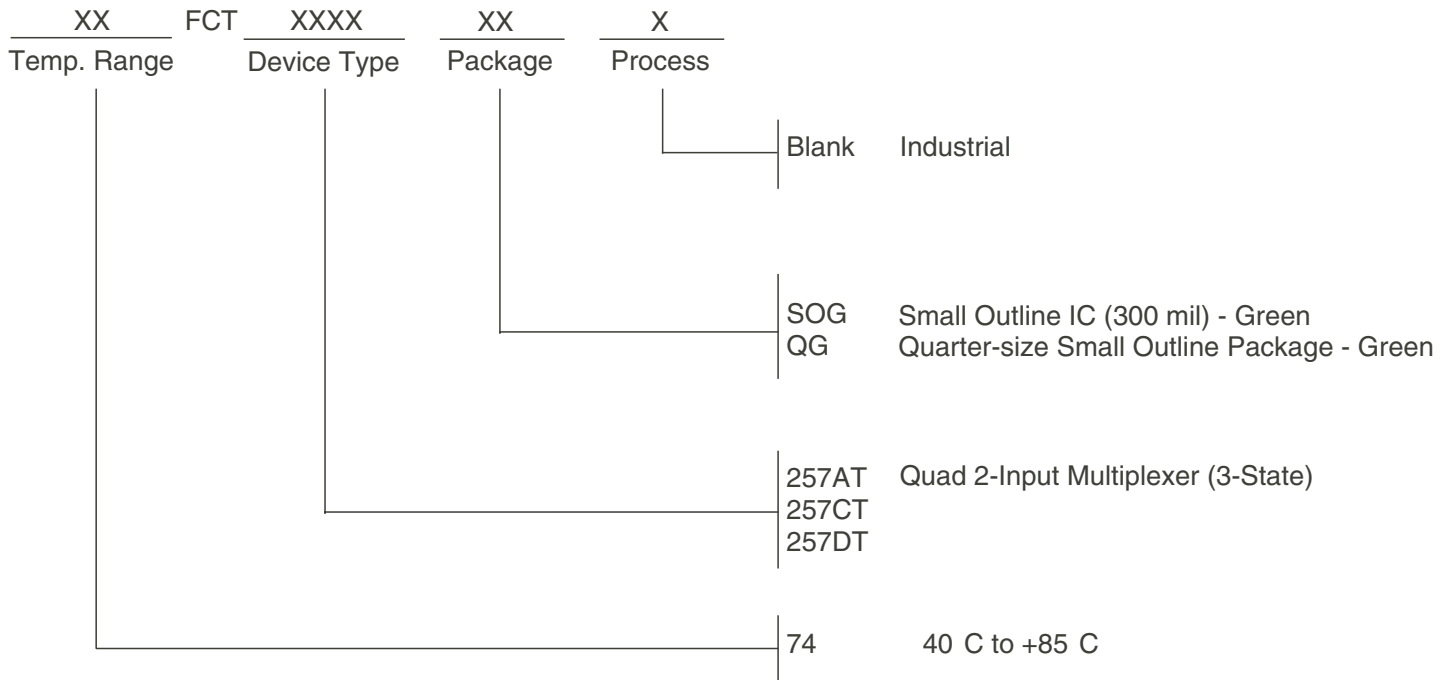 XX FCT XXXX XX X
Temp. Range Device Type Package Process
Blank Industrial
SOG Small Outline IC (300 mil) - Green
QG Quarter-size Small Outline Package - Green
257AT Quad 2-Input Multiplexer (3-State)
257CT
257DT
74 40 C to +85 C